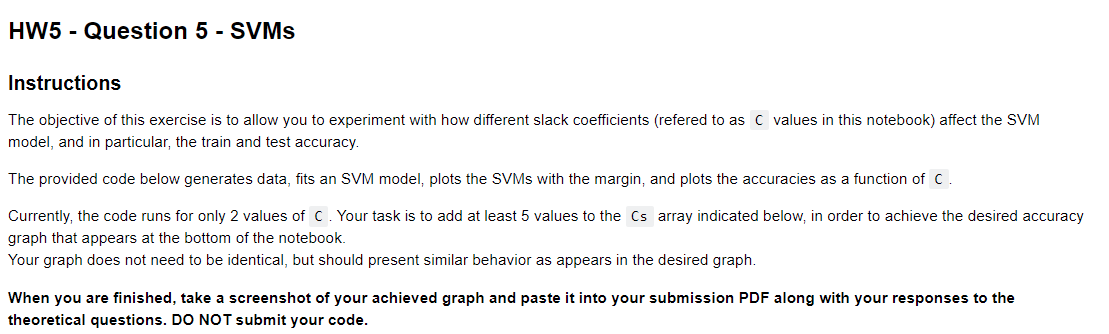 HW5 - Question 5 - SVMs
Instructions
The objective of this exercise is to allow you to experiment with how different slack coefficients (refered to as C values in this notebook) affect the SVM
model, and in particular, the train and test accuracy.
The provided code below generates data, fits an SVM model, plots the SVMs with the margin, and plots the accuracies as a function of C .
Currently, the code runs for only 2 values of C . Your task is to add at least 5 values to the Cs array indicated below, in order to achieve the desired accuracy
graph that appears at the bottom of the notebook.
Your graph does not need to be identical, but should present similar behavior as appears in the desired graph.
When you are finished, take a screenshot of your achieved graph and paste it into your submission PDF along with your responses to the
theoretical questions. DO NOT submit your code.